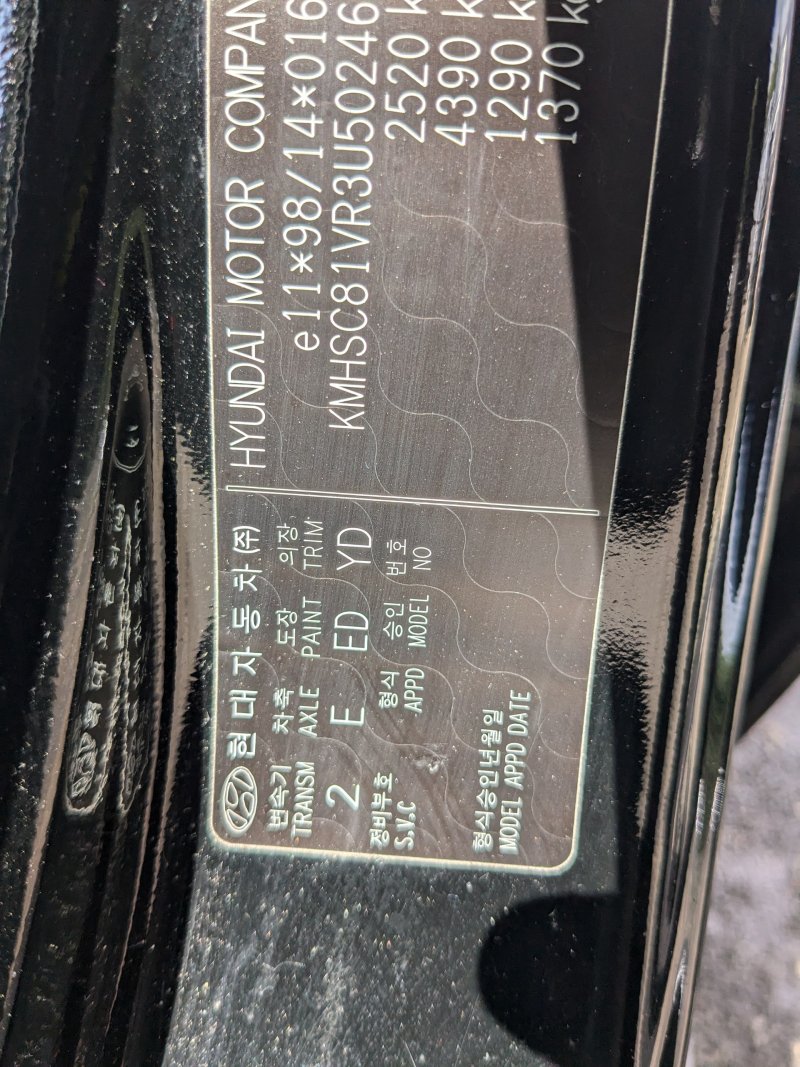 현대자동차(주) HYUNDAI MOTOR COMPAN
변속기 차축 도장 의장 e11*98/14*016
TRANSM AXLE PAINT TRIM
2 E ED YD KMHSC81VR3U50246
정비부호 형식 승인 번호 2520 k
S.V.C APPD MODEL NO 4390 k
형식승인년월일 1290 k
MODEL APPD DATE 1370 kg